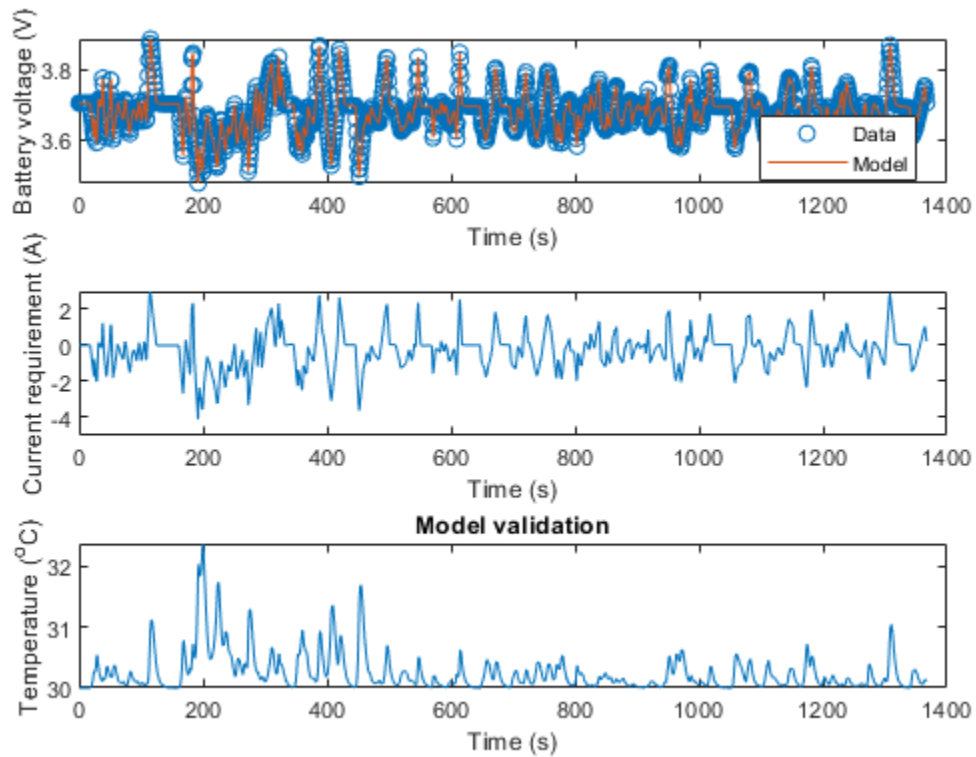 Battery voltage (V)
3.8
3.6
Data
Model
0 200 400 600 800 1000 1200 1400
Time (s)
Current requirement (A)
2
0
-2
-4
0 200 400 600 800 1000 1200 1400
Time (s)
Model validation
Temperature (°C)
32
31
30
0 200 400 600 800 1000 1200 1400
Time (s)